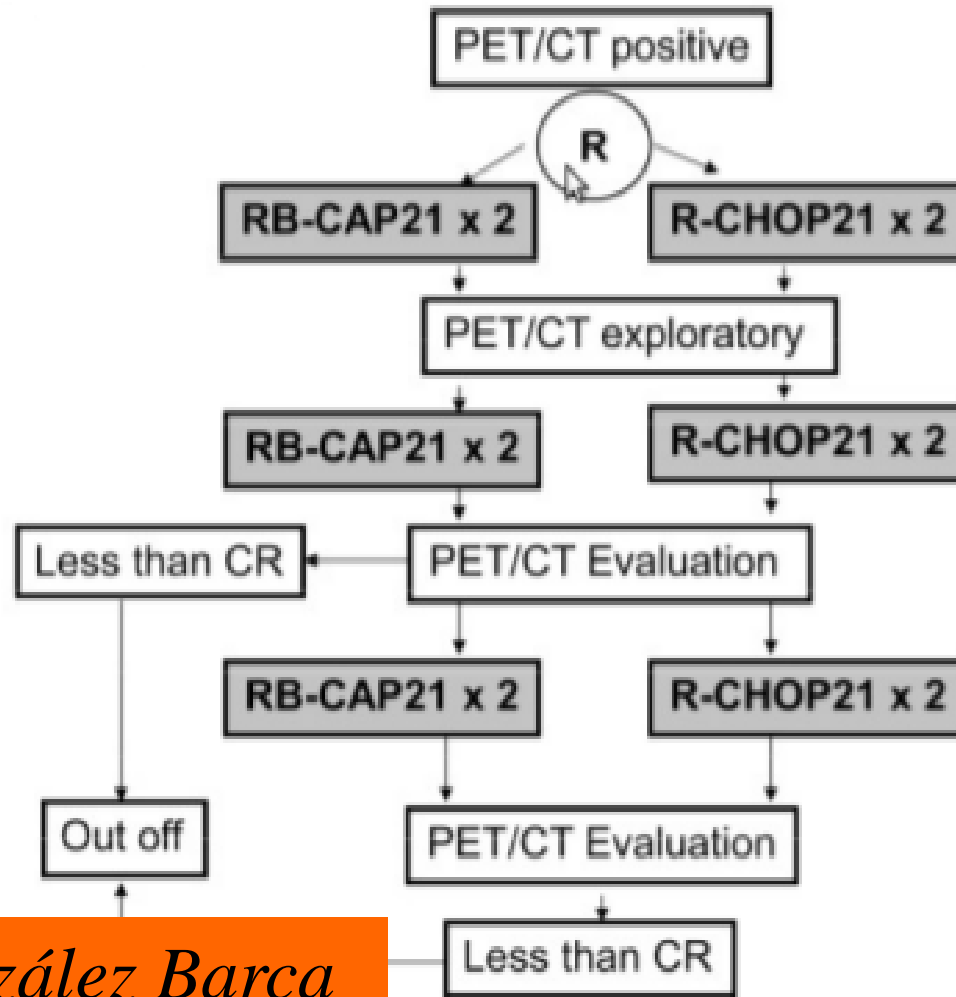 PET/CT positive
R
RB-CAP21 x 2
R-CHOP21 x 2
PET/CT exploratory
RB-CAP21 x 2
R-CHOP21 x 2
Less than CR
PET/CT Evaluation
RB-CAP21 x 2
R-CHOP21 x 2
Out off
PET/CT Evaluation
Less than CR
Barca